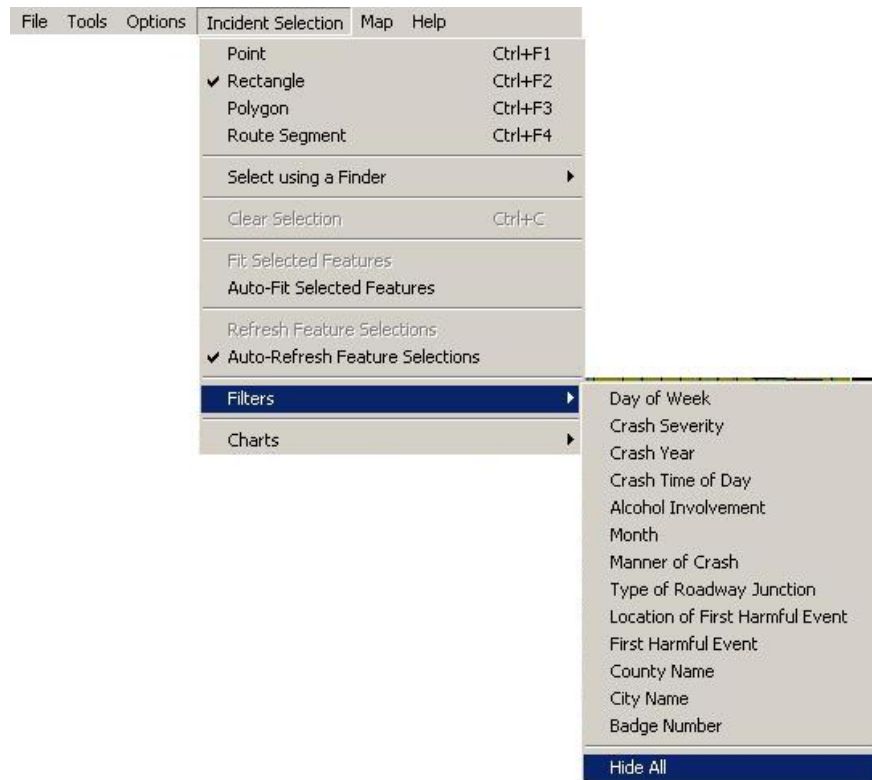 File Tools Options Incident Selection Map Help
Point Ctrl+F1
Rectangle Ctrl+F2
Polygon Ctrl+F3
Route Segment Ctrl+F4
Select using a Finder
Clear Selection Ctrl+C
Fit Selected Features
Auto-Fit Selected Features
Refresh Feature Selections
Auto-Refresh Feature Selections
Filters
Charts
Day of Week
Crash Severity
Crash Year
Crash Time of Day
Alcohol Involvement
Month
Manner of Crash
Type of Roadway Junction
Location of First Harmful Event
First Harmful Event
County Name
City Name
Badge Number
Hide All